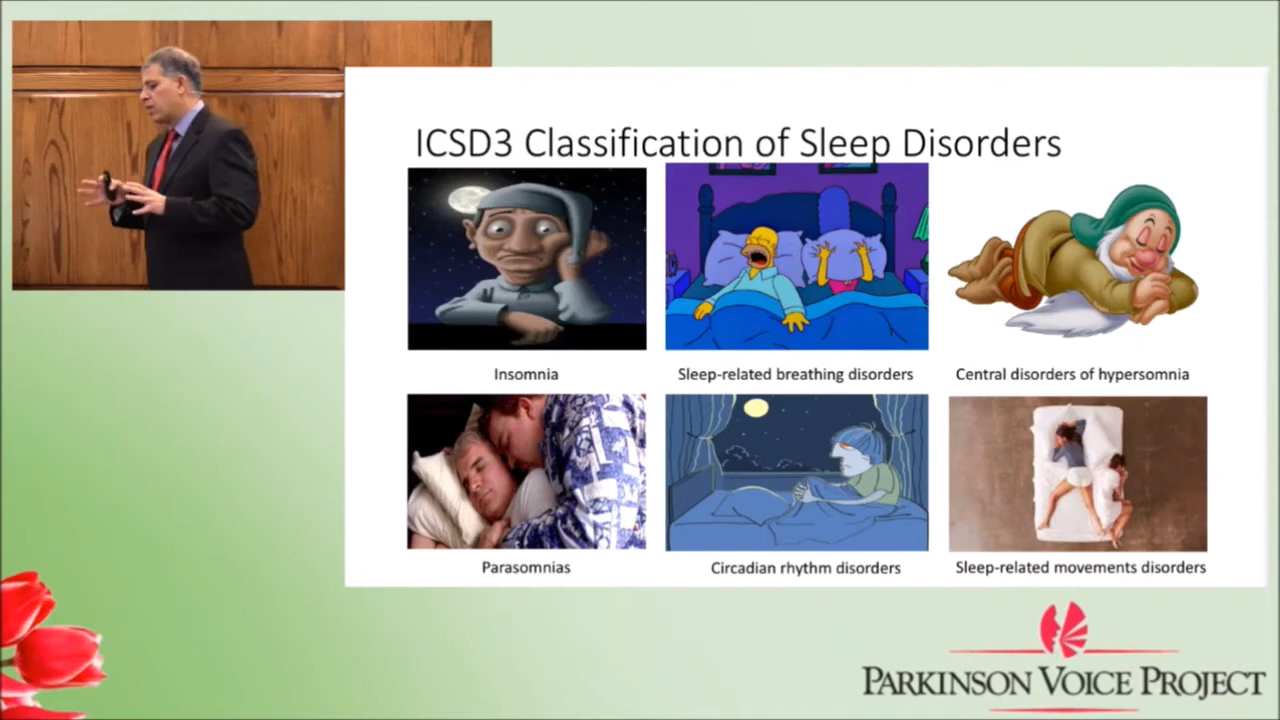 ICSD3 Classification of Sleep Disorders
Insomnia
Sleep-related breathing disorders
Central disorders of hypersomnia
Parasomnias
Circadian rhythm disorders
Sleep-related movements disorders
PARKINSON VOICE PROJECT